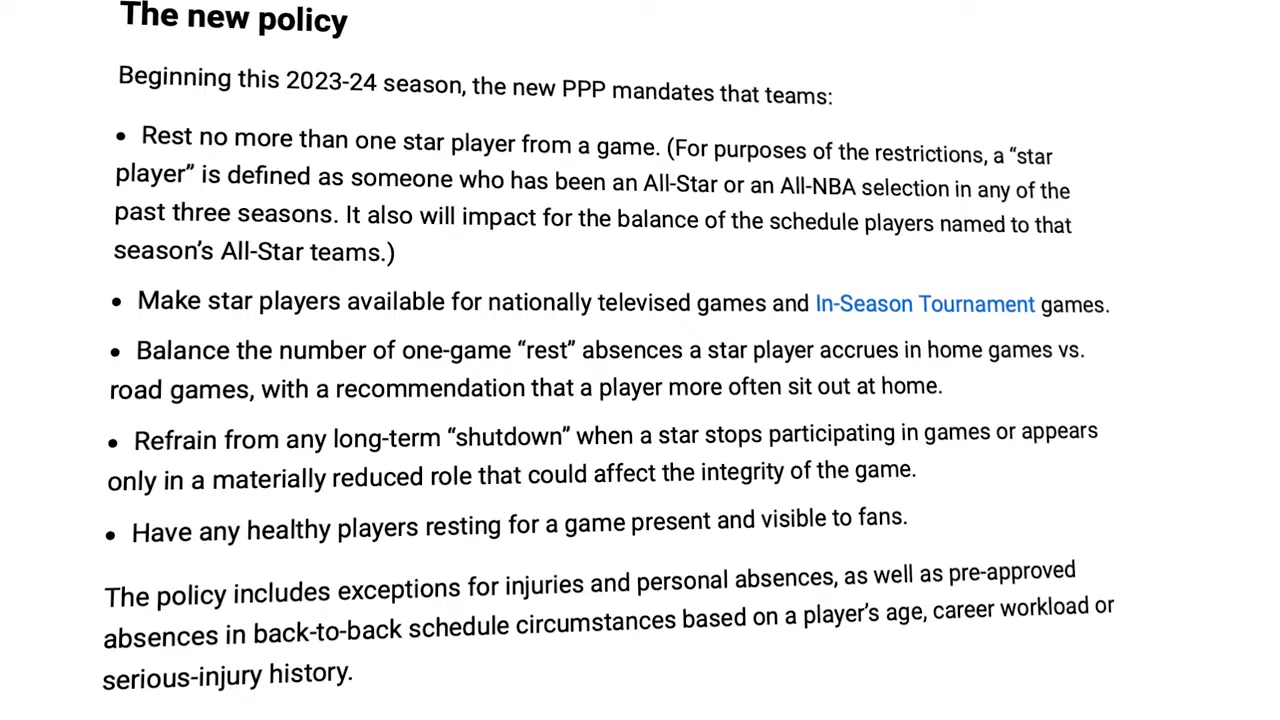 The new policy
Beginning this 2023-24 season, the new PPP mandates that teams:
• Rest no more than one star player from a game. (For purposes of the restrictions, a “star
player” is defined as someone who has been an All-Star or an All-NBA selection in any of the
past three seasons. It also will impact for the balance of the schedule players named to that
season’s All-Star teams.)
• Make star players available for nationally televised games and In-Season Tournament games.
• Balance the number of one-game “rest” absences a star player accrues in home games vs.
road games, with a recommendation that a player more often sit out at home.
• Refrain from any long-term “shutdown” when a star stops participating in games or appears
only in a materially reduced role that could affect the integrity of the game.
• Have any healthy players resting for a game present and visible to fans.
The policy includes exceptions for injuries and personal absences, as well as pre-approved
absences in back-to-back schedule circumstances based on a player’s age, career workload or
serious-injury history.